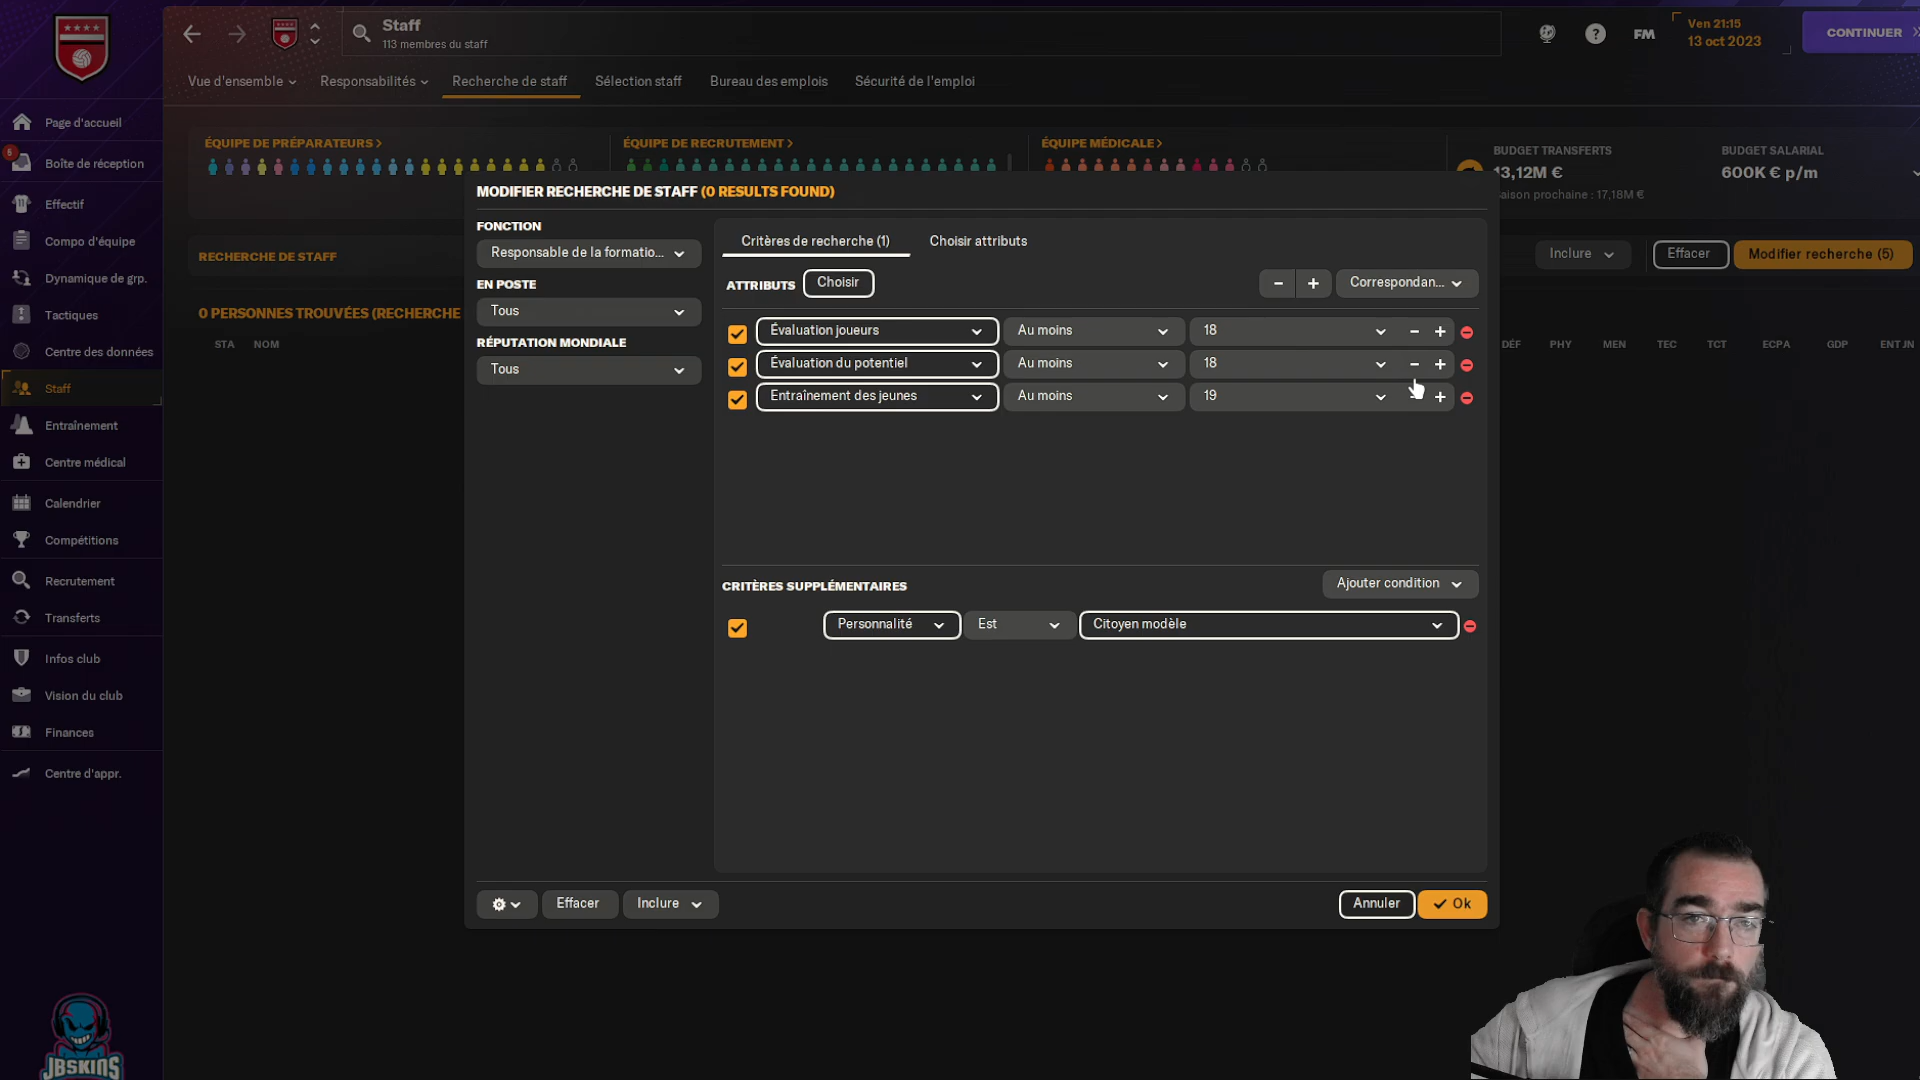 Staff
113 membres du staff
FM
Ven 21:15
13 oct 2023
CONTINUER
Vue d'ensemble
Responsabilités
Recherche de staff
Sélection staff
Bureau des emplois
Sécurité de l'emploi
Page d'accueil
6
Boîte de réception
Effectif
Compo d'équipe
Dynamique de grp.
Tactiques
Centre des données
Staff
Entraînement
Centre médical
Calendrier
Compétitions
Recrutement
Transferts
Infos club
Vision du club
Finances
Centre d'appr.
JBSKINS
ÉQUIPE DE PRÉPARATEURS >
ÉQUIPE DE RECRUTEMENT >
ÉQUIPE MÉDICALE >
BUDGET TRANSFERTS
13,12M €
saison prochaine : 17,18M €
BUDGET SALARIAL
600K € p/m
RECHERCHE DE STAFF
Inclure
Effacer
Modifier recherche (5)
0 PERSONNES TROUVÉES (RECHERCHE
STA NOM
DÉF PHY MEN TEC TCT ECPA GDP ENTJN
MODIFIER RECHERCHE DE STAFF (0 RESULTS FOUND)
FONCTION
Responsable de la formatio...
EN POSTE
Tous
RÉPUTATION MONDIALE
Tous
Critères de recherche (1)
Choisir attributs
ATTRIBUTS
Choisir
- +
Correspondan...
Évaluation joueurs Au moins 18 - +
Évaluation du potentiel Au moins 18 - +
Entraînement des jeunes Au moins 19 +
CRITÈRES SUPPLÉMENTAIRES
Ajouter condition
Personnalité Est Citoyen modèle
Effacer
Inclure
Annuler
Ok